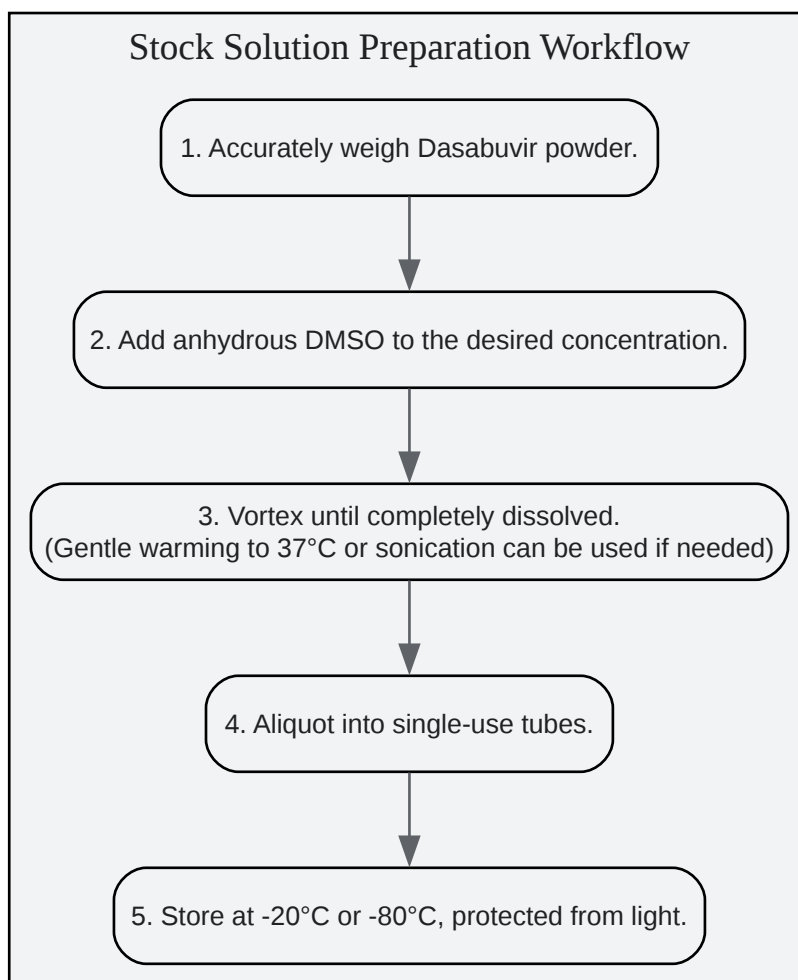 Stock Solution Preparation Workflow
1. Accurately weigh Dasabuvir powder.
2. Add anhydrous DMSO to the desired concentration.
3. Vortex until completely dissolved.
(Gentle warming to 37°C or sonication can be used if needed)
4. Aliquot into single-use tubes.
5. Store at -20°C or -80°C, protected from light.